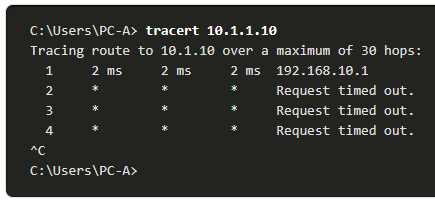 C:\Users\PC-A> tracert 10.1.1.10
Tracing route to 10.1.10 over a maximum of 30 hops:
1 2 ms 2 ms 2 ms 192.168.10.1
2 * * * Request timed out.
3 * * * Request timed out.
4 * * * Request timed out.
^C
C:\Users\PC-A>